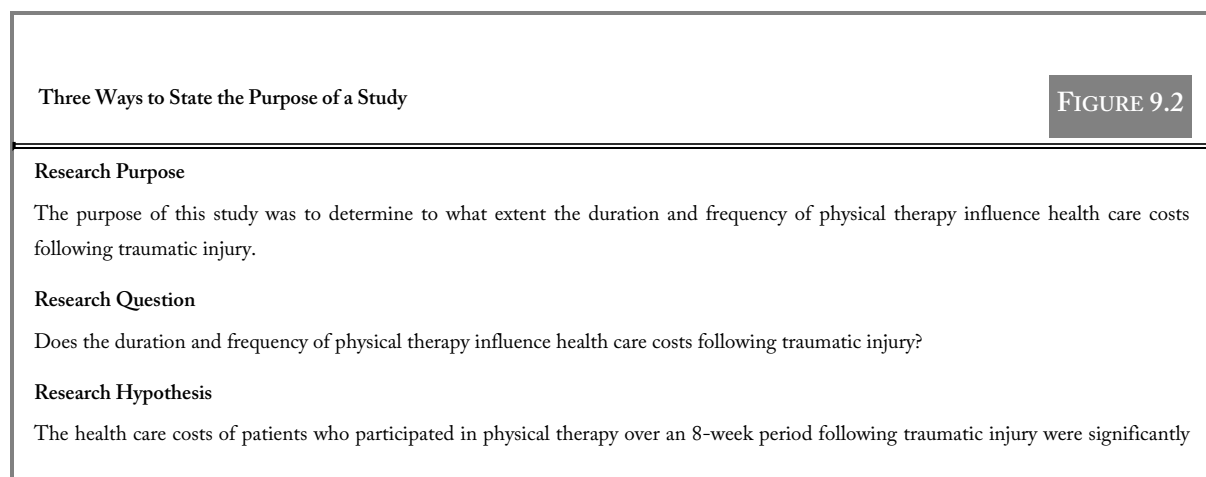 Three Ways to State the Purpose of a Study
FIGURE 9.2
Research Purpose
The purpose of this study was to determine to what extent the duration and frequency of physical therapy influence health care costs
following traumatic injury.
Research Question
Does the duration and frequency of physical therapy influence health care costs following traumatic injury?
Research Hypothesis
The health care costs of patients who participated in physical therapy over an 8-week period following traumatic injury were significantly